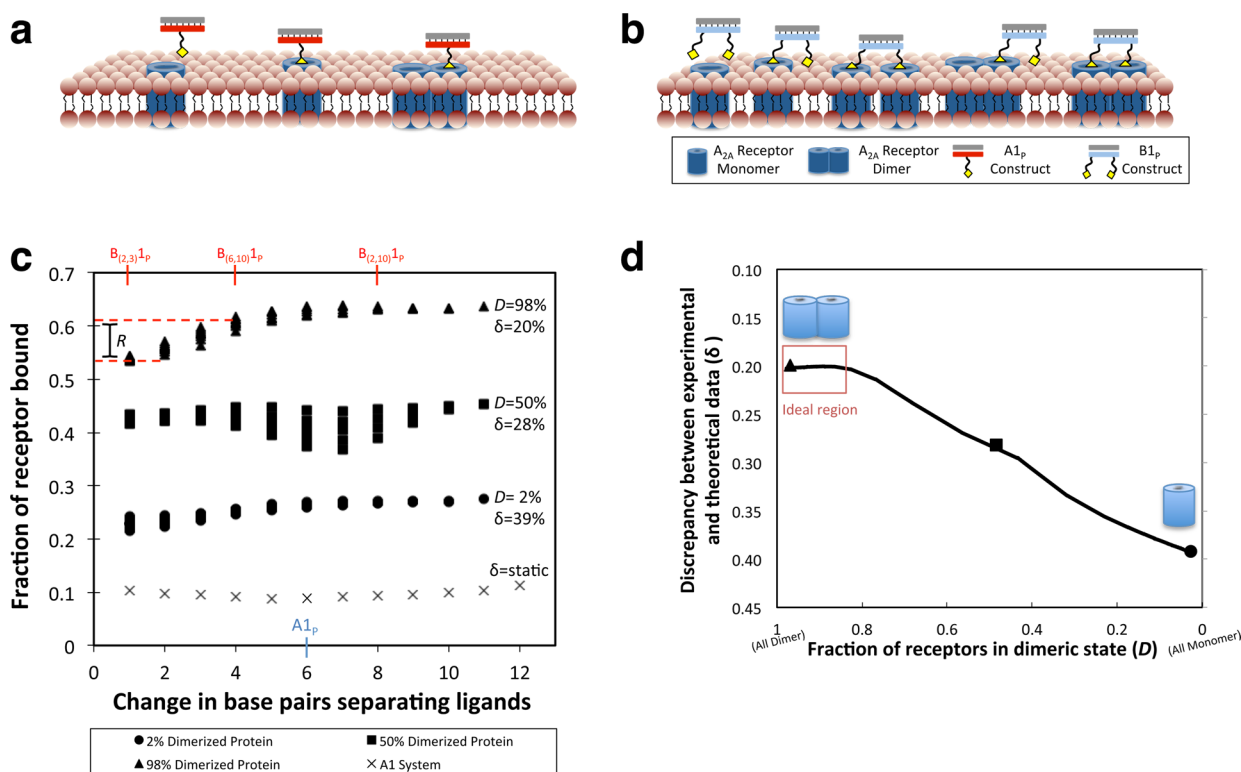 a
b
A2A Receptor Monomer
A2A Receptor Dimer
A1P Construct
B1P Construct
c
B(2,3)1P
B(6,10)1P
B(2,10)1P
Fraction of receptor bound
0.7
0.6
0.5
0.4
0.3
0.2
0.1
0
R
D=98%
δ=20%
D=50%
δ=28%
D= 2%
δ=39%
δ=static
A1P
0 2 4 6 8 10 12
Change in base pairs separating ligands
2% Dimerized Protein
50% Dimerized Protein
98% Dimerized Protein
A1 System
d
Discrepancy between experimental
and theoretical data (δ)
0.10
0.15
0.20
0.25
0.30
0.35
0.40
0.45
Ideal region
1 0.8 0.6 0.4 0.2 0
(All Dimer)
(All Monomer)
Fraction of receptors in dimeric state (D)